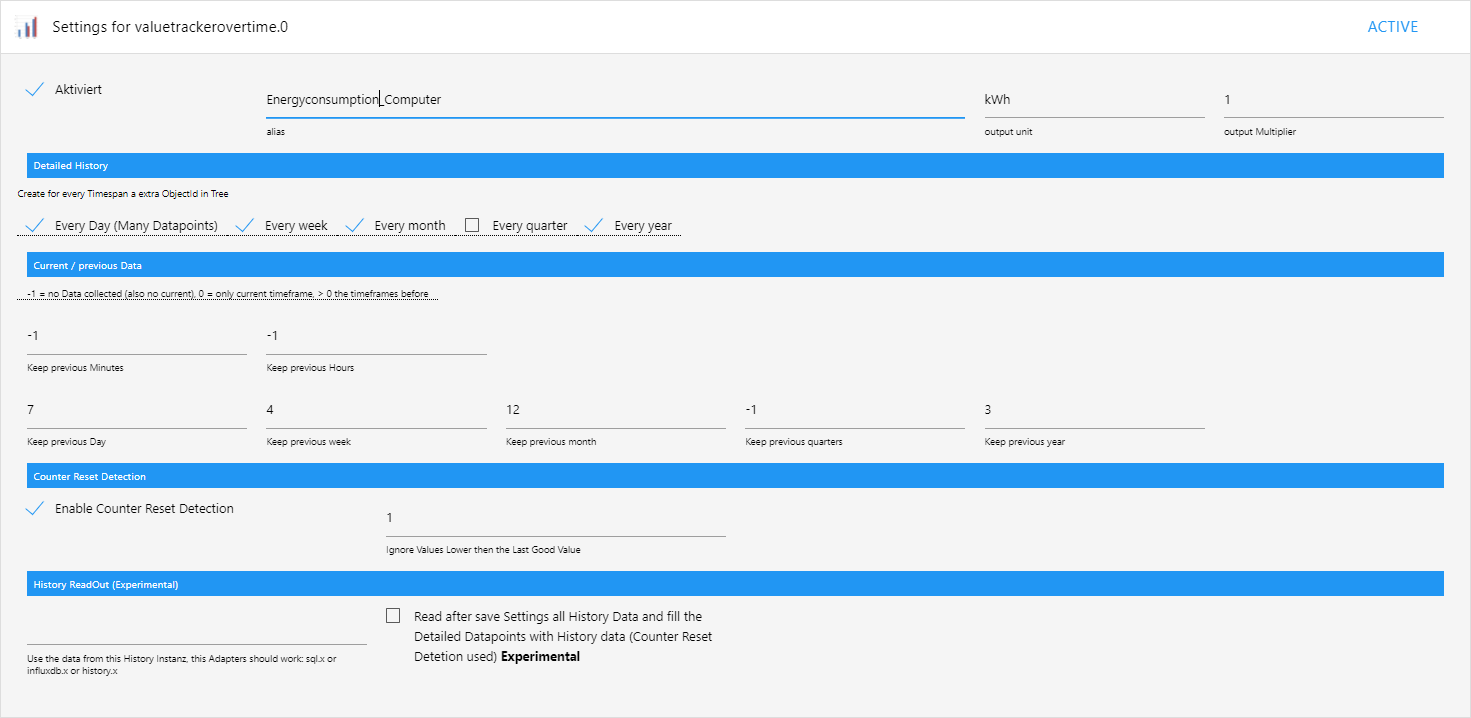 Settings for valuetrackerovertime.0
ACTIVE
Aktiviert
Energyconsumption_Computer
kWh
1
alias
output unit
output Multiplier
Detailed History
Create for every Timespan a extra ObjectId in Tree
Every Day (Many Datapoints)
Every week
Every month
Every quarter
Every year
Current / previous Data
-1 = no Data collected (also no current), 0 = only current timeframe, > 0 the timeframes before
-1
-1
Keep previous Minutes
Keep previous Hours
7
4
12
-1
3
Keep previous Day
Keep previous week
Keep previous month
Keep previous quarters
Keep previous year
Counter Reset Detection
Enable Counter Reset Detection
1
Ignore Values Lower then the Last Good Value
History ReadOut (Experimental)
Read after save Settings all History Data and fill the
Detailed Datapoints with History data (Counter Reset
Detetion used) Experimental
Use the data from this History Instanz, this Adapters should work: sql.x or
influxdb.x or history.x